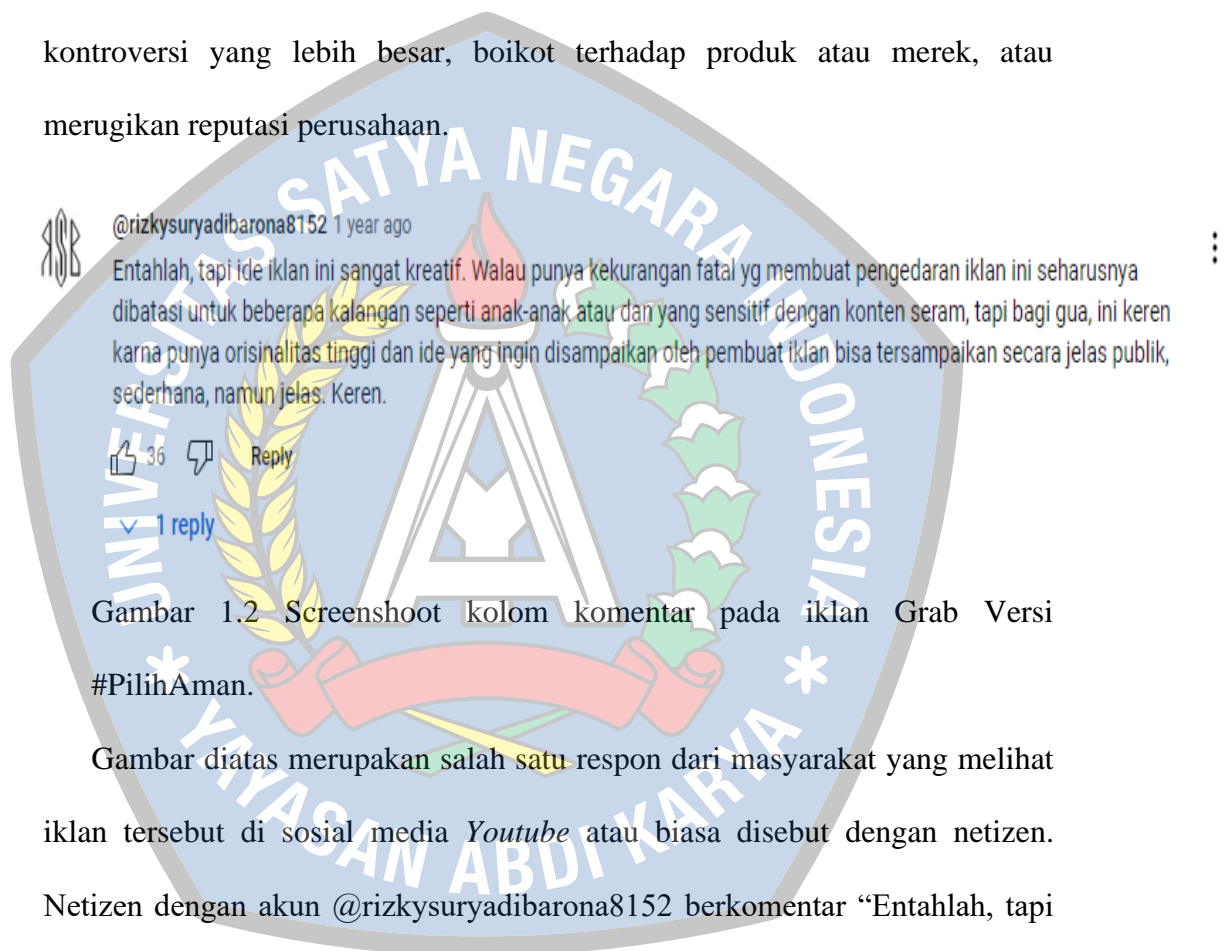 kontroversi yang lebih besar, boikot terhadap produk atau merek, atau
merugikan reputasi perusahaan.
@rizkysuryadibarona8152 1 year ago
Entahlah, tapi ide iklan ini sangat kreatif. Walau punya kekurangan fatal yg membuat pengedaran iklan ini seharusnya
dibatasi untuk beberapa kalangan seperti anak-anak atau dan yang sensitif dengan konten seram, tapi bagi gua, ini keren
karna punya orisinalitas tinggi dan ide yang ingin disampaikan oleh pembuat iklan bisa tersampaikan secara jelas publik,
sederhana, namun jelas. Keren.
36 Reply
1 reply
Gambar 1.2 Screenshoot kolom komentar pada iklan Grab Versi
#PilihAman.
Gambar diatas merupakan salah satu respon dari masyarakat yang melihat
iklan tersebut di sosial media Youtube atau biasa disebut dengan netizen.
Netizen dengan akun @rizkysuryadibarona8152 berkomentar “Entahlah, tapi
UNIVERSITAS SATYA NEGARA INDONESIA
* YAYASAN ABDI KARYA *